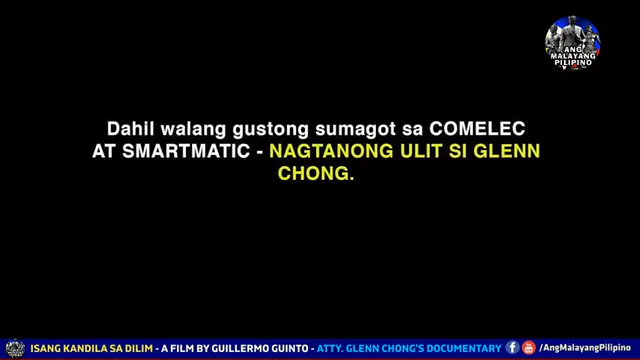 ANG
MALAYANG
PILIPINO
Dahil walang gustong sumagot sa COMELEC
AT SMARTMATIC - NAGTANONG ULIT SI GLENN
CHONG.
ISANG KANDILA SA DILIM - A FILM BY GUILLERMO GUINTO - ATTY. GLENN CHONG'S DOCUMENTARY /AngMalayangPilipino